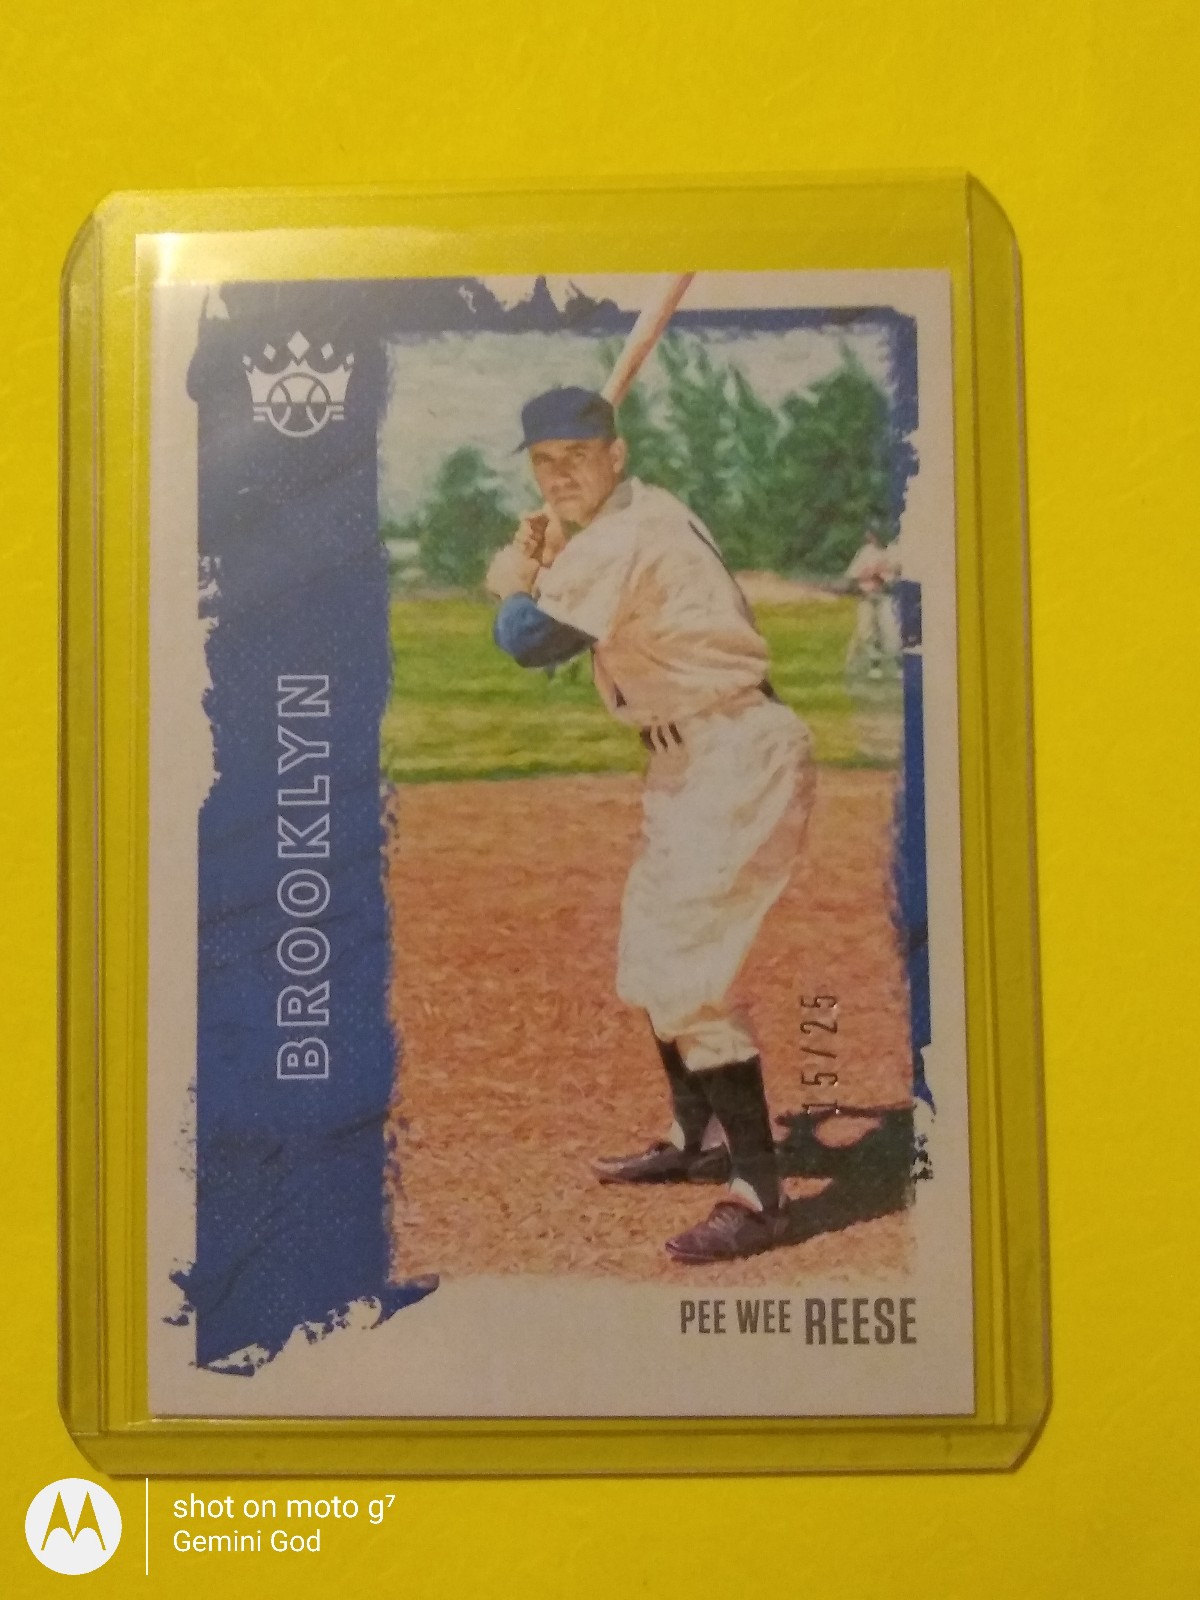 BROOKLYN
15/25
PEE WEE REESE
shot on moto g⁷
Gemini God